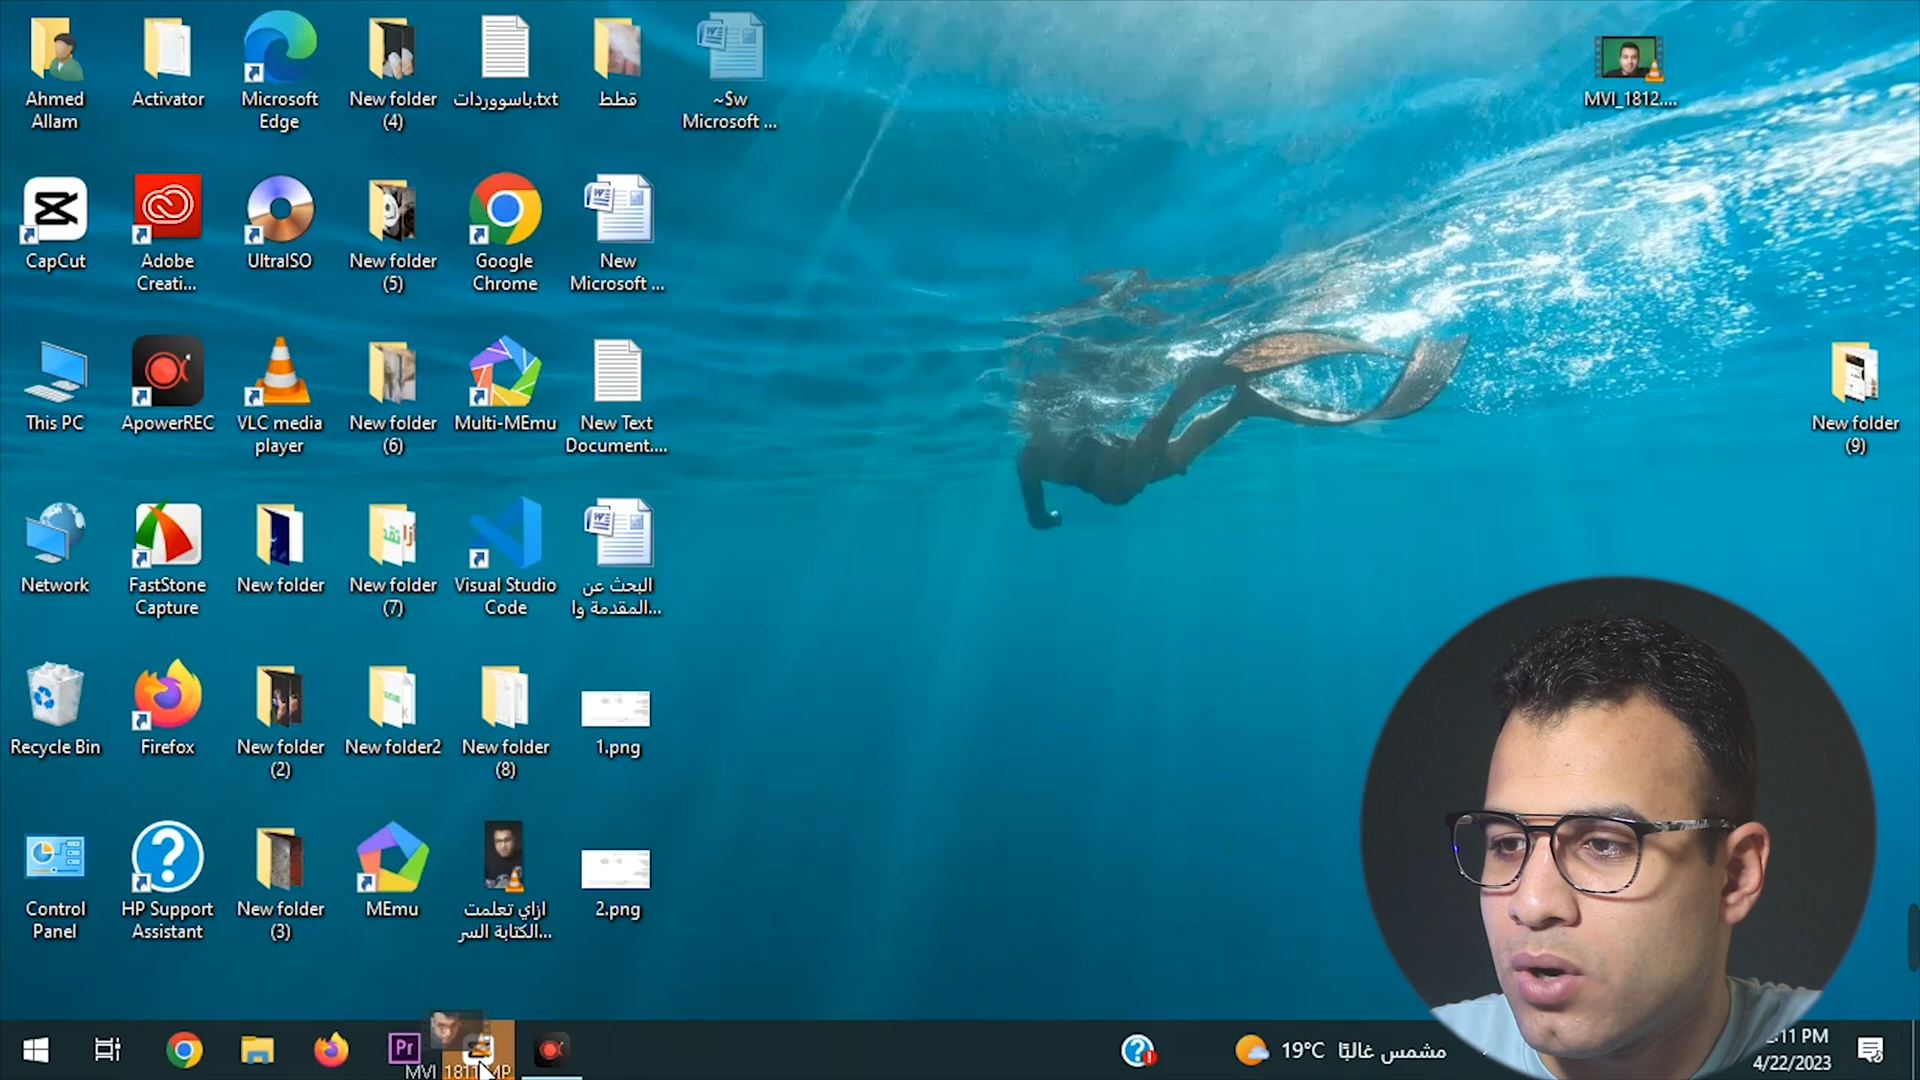 Ahmed
Allam
Activator
Microsoft
Edge
New folder
(4)
باسووردات.txt
قطط
~$w
Microsoft ...
MVI_1812....
CapCut
Adobe
Creati...
UltraISO
New folder
(5)
Google
Chrome
New
Microsoft ...
This PC
ApowerREC
VLC media
player
New folder
(6)
Multi-MEmu
New Text
Document....
New folder
(9)
Network
FastStone
Capture
New folder
New folder
(7)
Visual Studio
Code
البحث عن
المقدمة وا...
Recycle Bin
Firefox
New folder
(2)
New folder2
New folder
(8)
1.png
Control
Panel
HP Support
Assistant
New folder
(3)
MEmu
ازاي تعلمت
الكتابة السر...
2.png
Pr
19°C مشمس غالبًا
:11 PM
4/22/2023